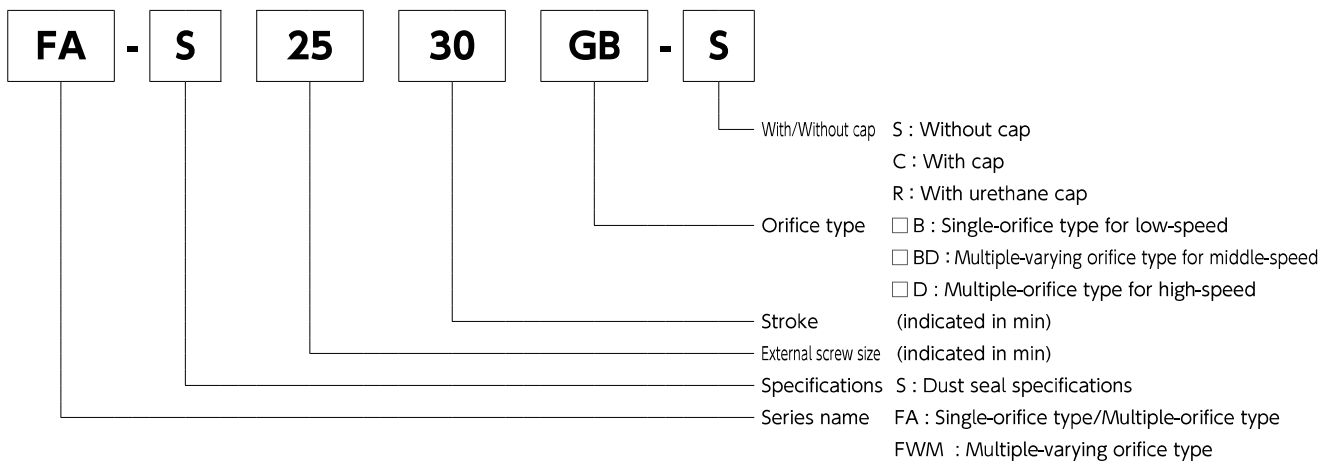 FA - S 25 30 GB - S
With/Without cap S : Without cap
C : With cap
R : With urethane cap
Orifice type □ B : Single-orifice type for low-speed
□ BD : Multiple-varying orifice type for middle-speed
□ D : Multiple-orifice type for high-speed
Stroke (indicated in min)
External screw size (indicated in min)
Specifications S : Dust seal specifications
Series name FA : Single-orifice type/Multiple-orifice type
FWM : Multiple-varying orifice type